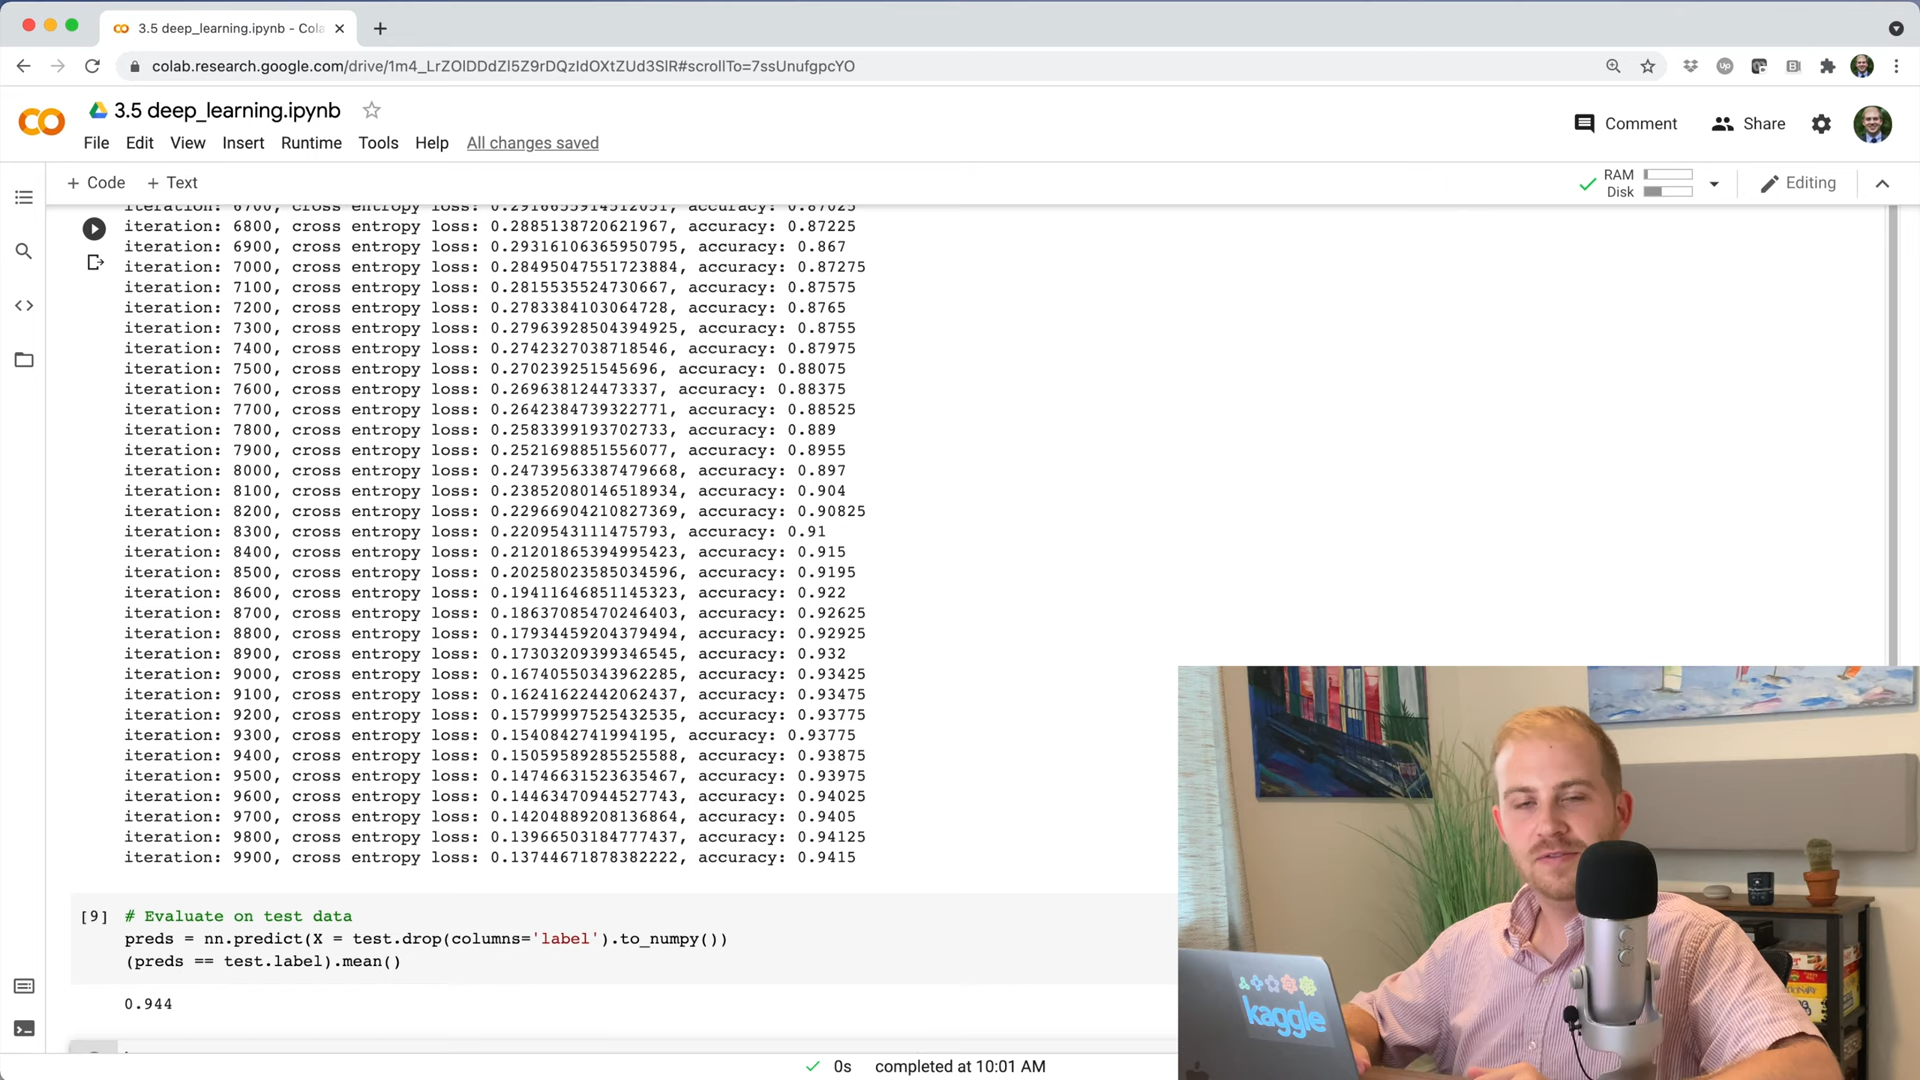 3.5 deep_learning.ipynb - Cola
colab.research.google.com/drive/1m4_LrZOlDDdZl5Z9rDQzIdOXtZUd3SlR#scrollTo=7ssUnufgpcYO
3.5 deep_learning.ipynb
Comment
Share
File Edit View Insert Runtime Tools Help All changes saved
+ Code + Text
RAM
Disk
Editing
iteration: 6700, cross entropy loss: 0.2916655914512051, accuracy: 0.87025
iteration: 6800, cross entropy loss: 0.2885138720621967, accuracy: 0.87225
iteration: 6900, cross entropy loss: 0.29316106365950795, accuracy: 0.867
iteration: 7000, cross entropy loss: 0.28495047551723884, accuracy: 0.87275
iteration: 7100, cross entropy loss: 0.2815535524730667, accuracy: 0.87575
iteration: 7200, cross entropy loss: 0.2783384103064728, accuracy: 0.8765
iteration: 7300, cross entropy loss: 0.27963928504394925, accuracy: 0.8755
iteration: 7400, cross entropy loss: 0.2742327038718546, accuracy: 0.87975
iteration: 7500, cross entropy loss: 0.270239251545696, accuracy: 0.88075
iteration: 7600, cross entropy loss: 0.269638124473337, accuracy: 0.88375
iteration: 7700, cross entropy loss: 0.2642384739322771, accuracy: 0.88525
iteration: 7800, cross entropy loss: 0.2583399193702733, accuracy: 0.889
iteration: 7900, cross entropy loss: 0.2521698851556077, accuracy: 0.8955
iteration: 8000, cross entropy loss: 0.24739563387479668, accuracy: 0.897
iteration: 8100, cross entropy loss: 0.23852080146518934, accuracy: 0.904
iteration: 8200, cross entropy loss: 0.22966904210827369, accuracy: 0.90825
iteration: 8300, cross entropy loss: 0.2209543111475793, accuracy: 0.91
iteration: 8400, cross entropy loss: 0.21201865394995423, accuracy: 0.915
iteration: 8500, cross entropy loss: 0.20258023585034596, accuracy: 0.9195
iteration: 8600, cross entropy loss: 0.19411646851145323, accuracy: 0.922
iteration: 8700, cross entropy loss: 0.18637085470246403, accuracy: 0.92625
iteration: 8800, cross entropy loss: 0.17934459204379494, accuracy: 0.92925
iteration: 8900, cross entropy loss: 0.17303209399346545, accuracy: 0.932
iteration: 9000, cross entropy loss: 0.16740550343962285, accuracy: 0.93425
iteration: 9100, cross entropy loss: 0.16241622442062437, accuracy: 0.93475
iteration: 9200, cross entropy loss: 0.15799997525432535, accuracy: 0.93775
iteration: 9300, cross entropy loss: 0.1540842741994195, accuracy: 0.93775
iteration: 9400, cross entropy loss: 0.15059589285525588, accuracy: 0.93875
iteration: 9500, cross entropy loss: 0.14746631523635467, accuracy: 0.93975
iteration: 9600, cross entropy loss: 0.14463470944527743, accuracy: 0.94025
iteration: 9700, cross entropy loss: 0.14204889208136864, accuracy: 0.9405
iteration: 9800, cross entropy loss: 0.13966503184777437, accuracy: 0.94125
iteration: 9900, cross entropy loss: 0.13744671878382222, accuracy: 0.9415
[9] # Evaluate on test data
preds = nn.predict(X = test.drop(columns='label').to_numpy())
(preds == test.label).mean()
0.944
kaggle
0s completed at 10:01 AM